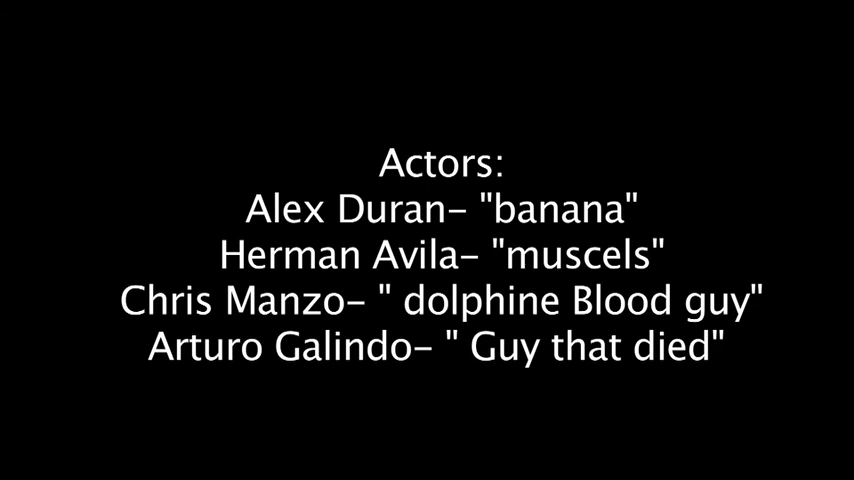 Actors:
Alex Duran- "banana"
Herman Avila- "muscels"
Chris Manzo- " dolphine Blood guy"
Arturo Galindo- " Guy that died"